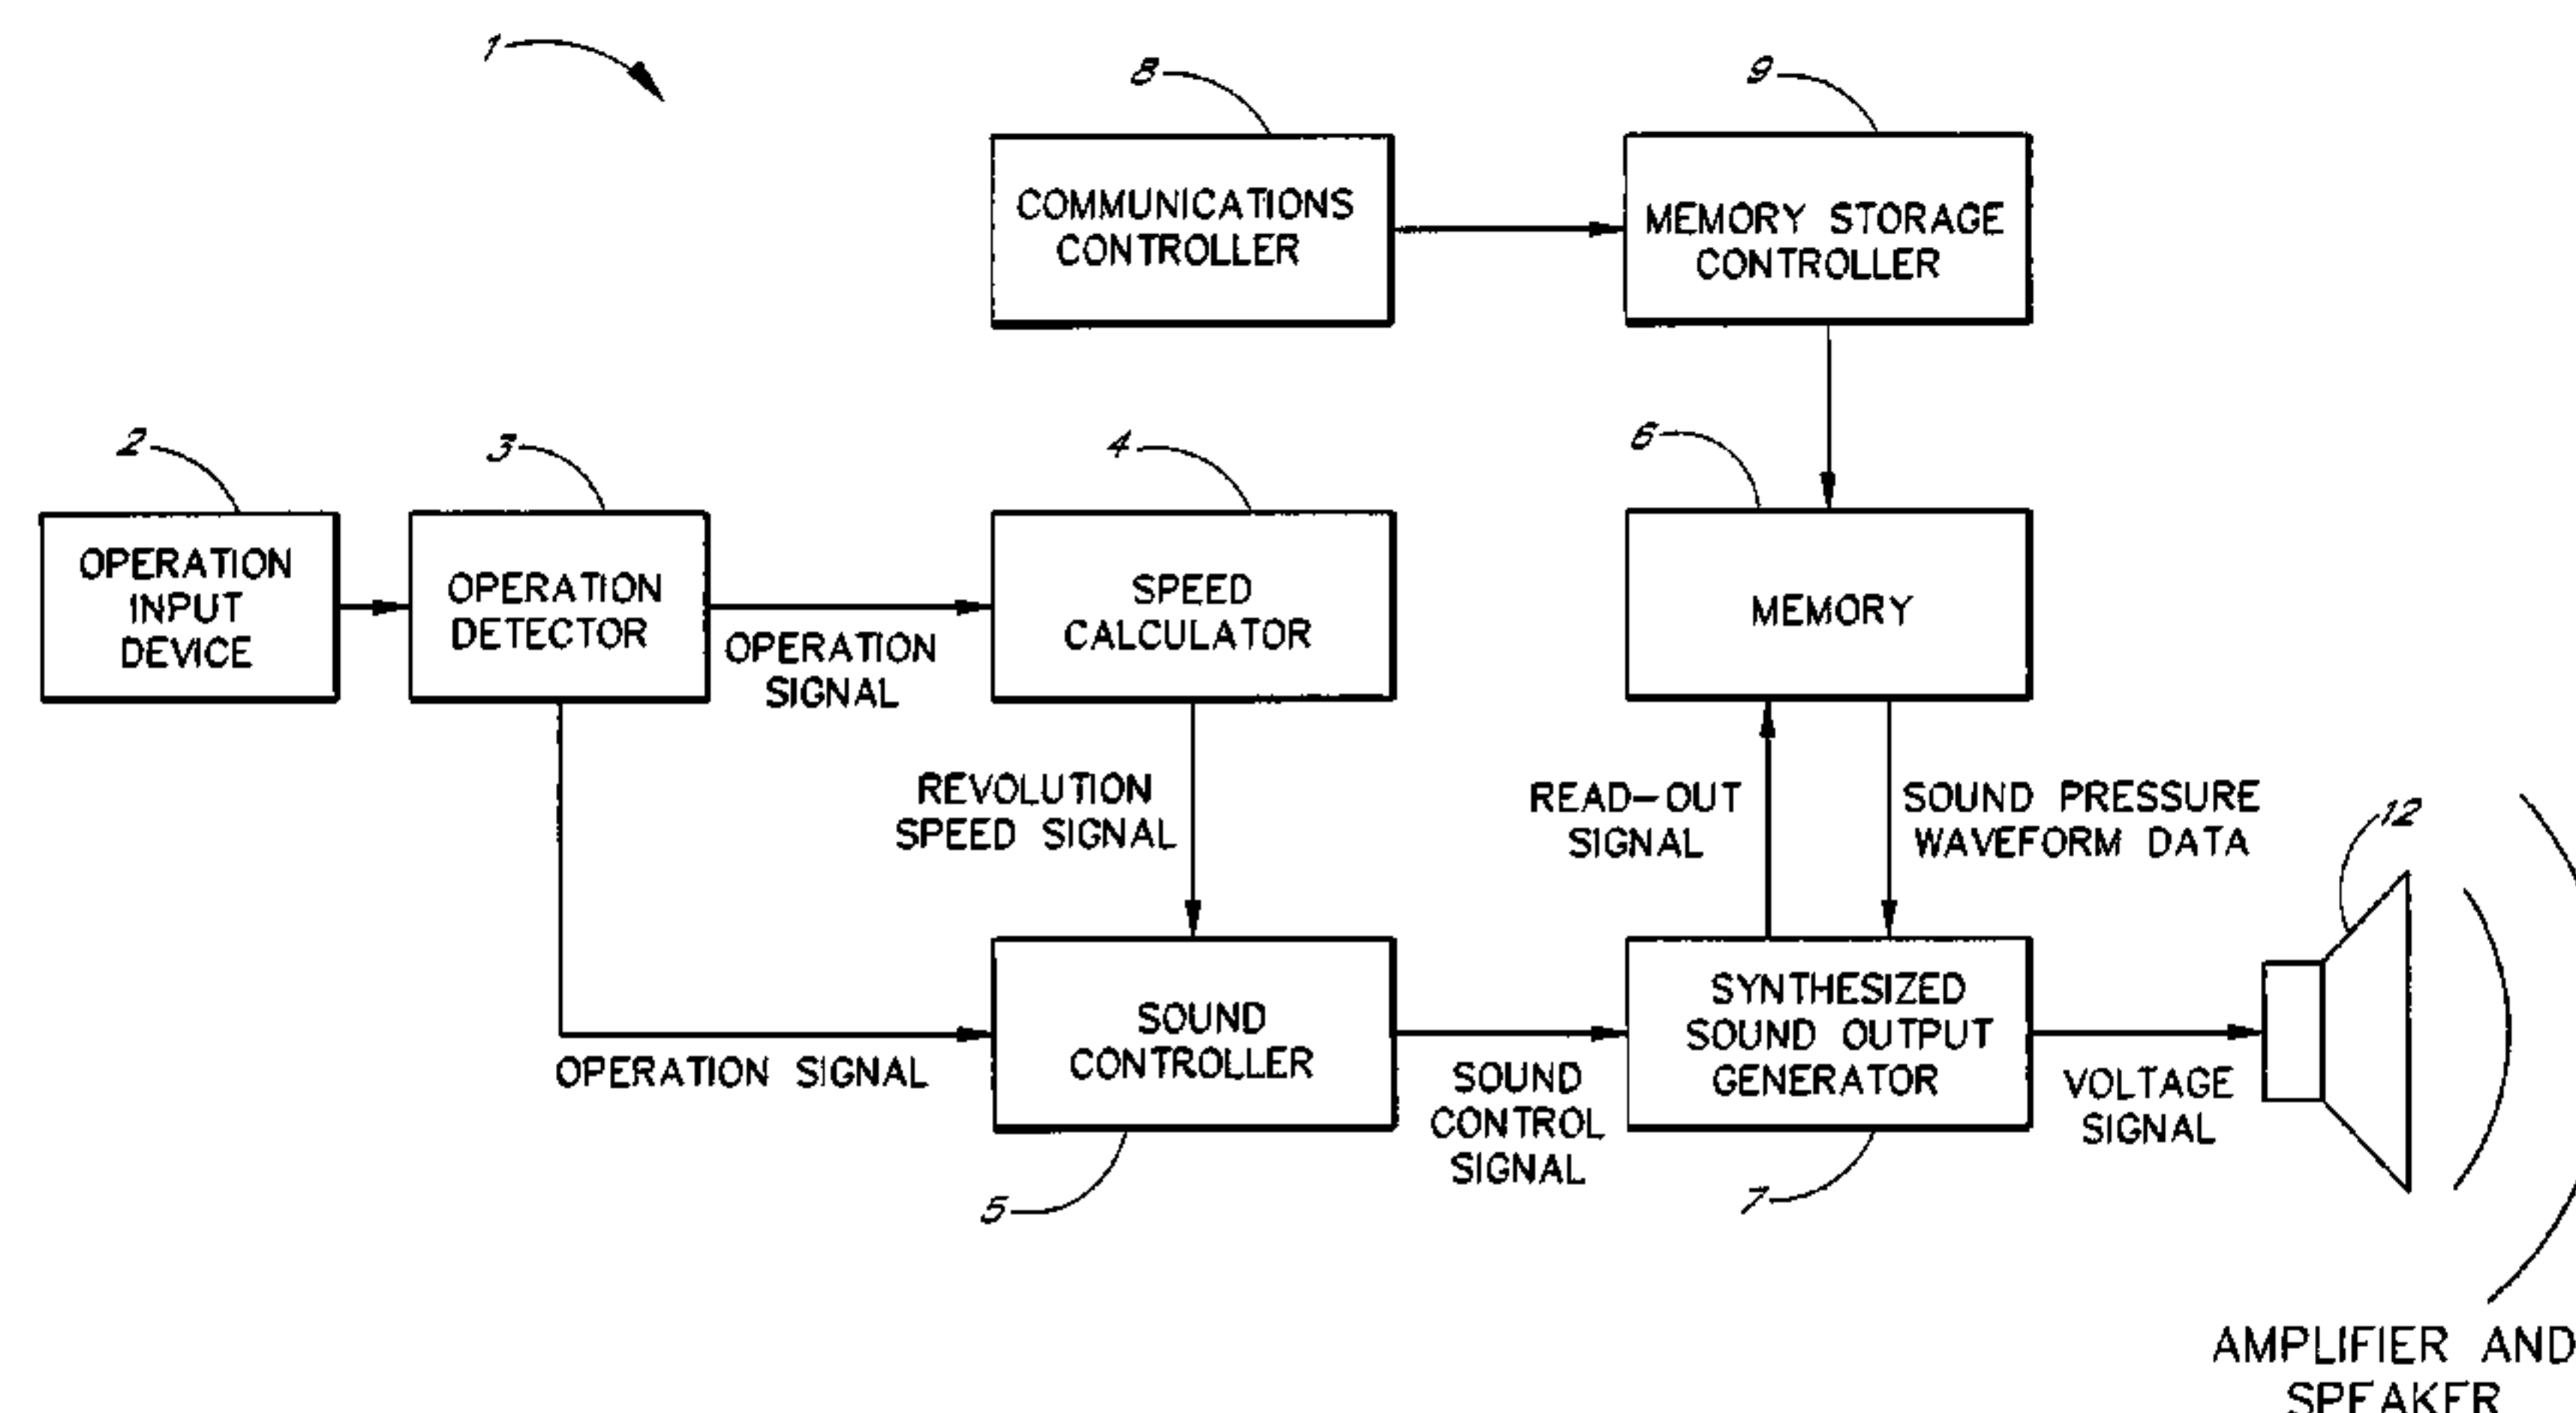 1
8
9
COMMUNICATIONS
CONTROLLER
MEMORY STORAGE
CONTROLLER
2
3
4
6
OPERATION
INPUT
DEVICE
OPERATION
DETECTOR
OPERATION
SIGNAL
SPEED
CALCULATOR
MEMORY
REVOLUTION
SPEED SIGNAL
READ-OUT
SIGNAL
SOUND PRESSURE
WAVEFORM DATA
12
OPERATION SIGNAL
SOUND
CONTROLLER
SOUND
CONTROL
SIGNAL
SYNTHESIZED
SOUND OUTPUT
GENERATOR
VOLTAGE
SIGNAL
5
7
AMPLIFIER AND
SPEAKER